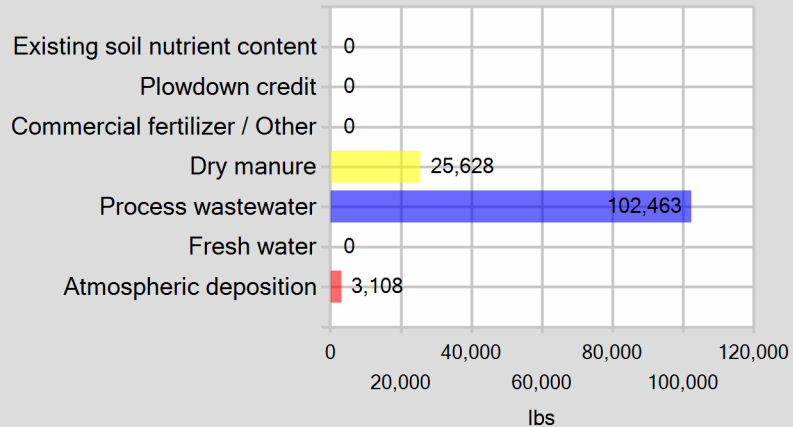 Existing soil nutrient content 0
Plowdown credit 0
Commercial fertilizer / Other 0
Dry manure 25,628
Process wastewater 102,463
Fresh water 0
Atmospheric deposition 3,108
0 40,000 80,000 120,000
20,000 60,000 100,000
lbs